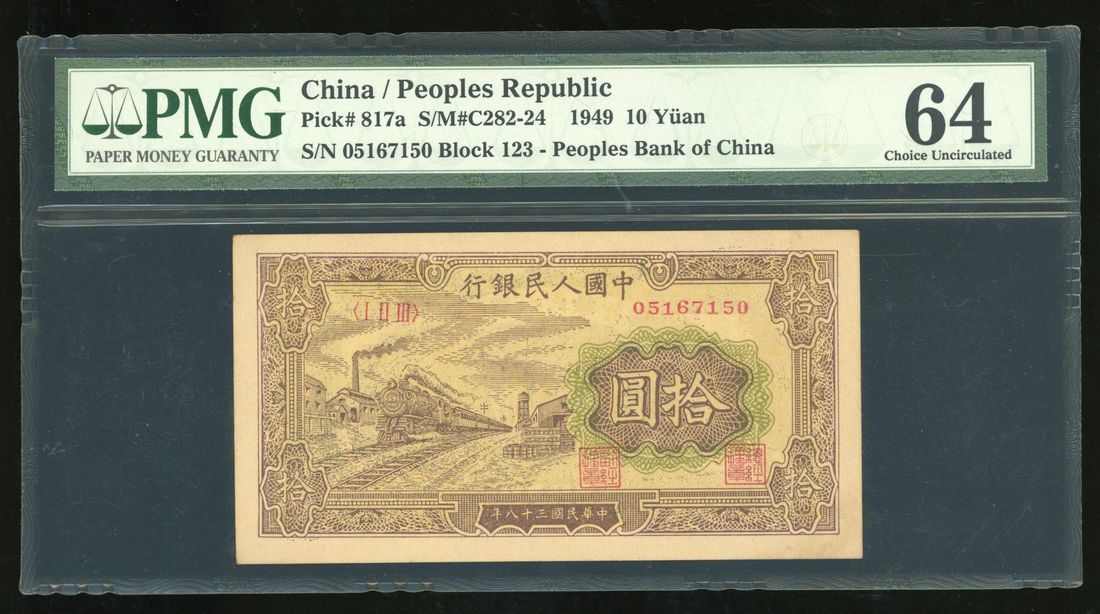 PMG
PAPER MONEY GUARANTY
China / Peoples Republic
Pick# 817a S/M#C282-24 1949 10 Yüan
S/N 05167150 Block 123 - Peoples Bank of China
64
Choice Uncirculated
行銀民人國中
〈I II III〉
05167150
拾
拾
圓拾
拾
拾
年八十三國民華中